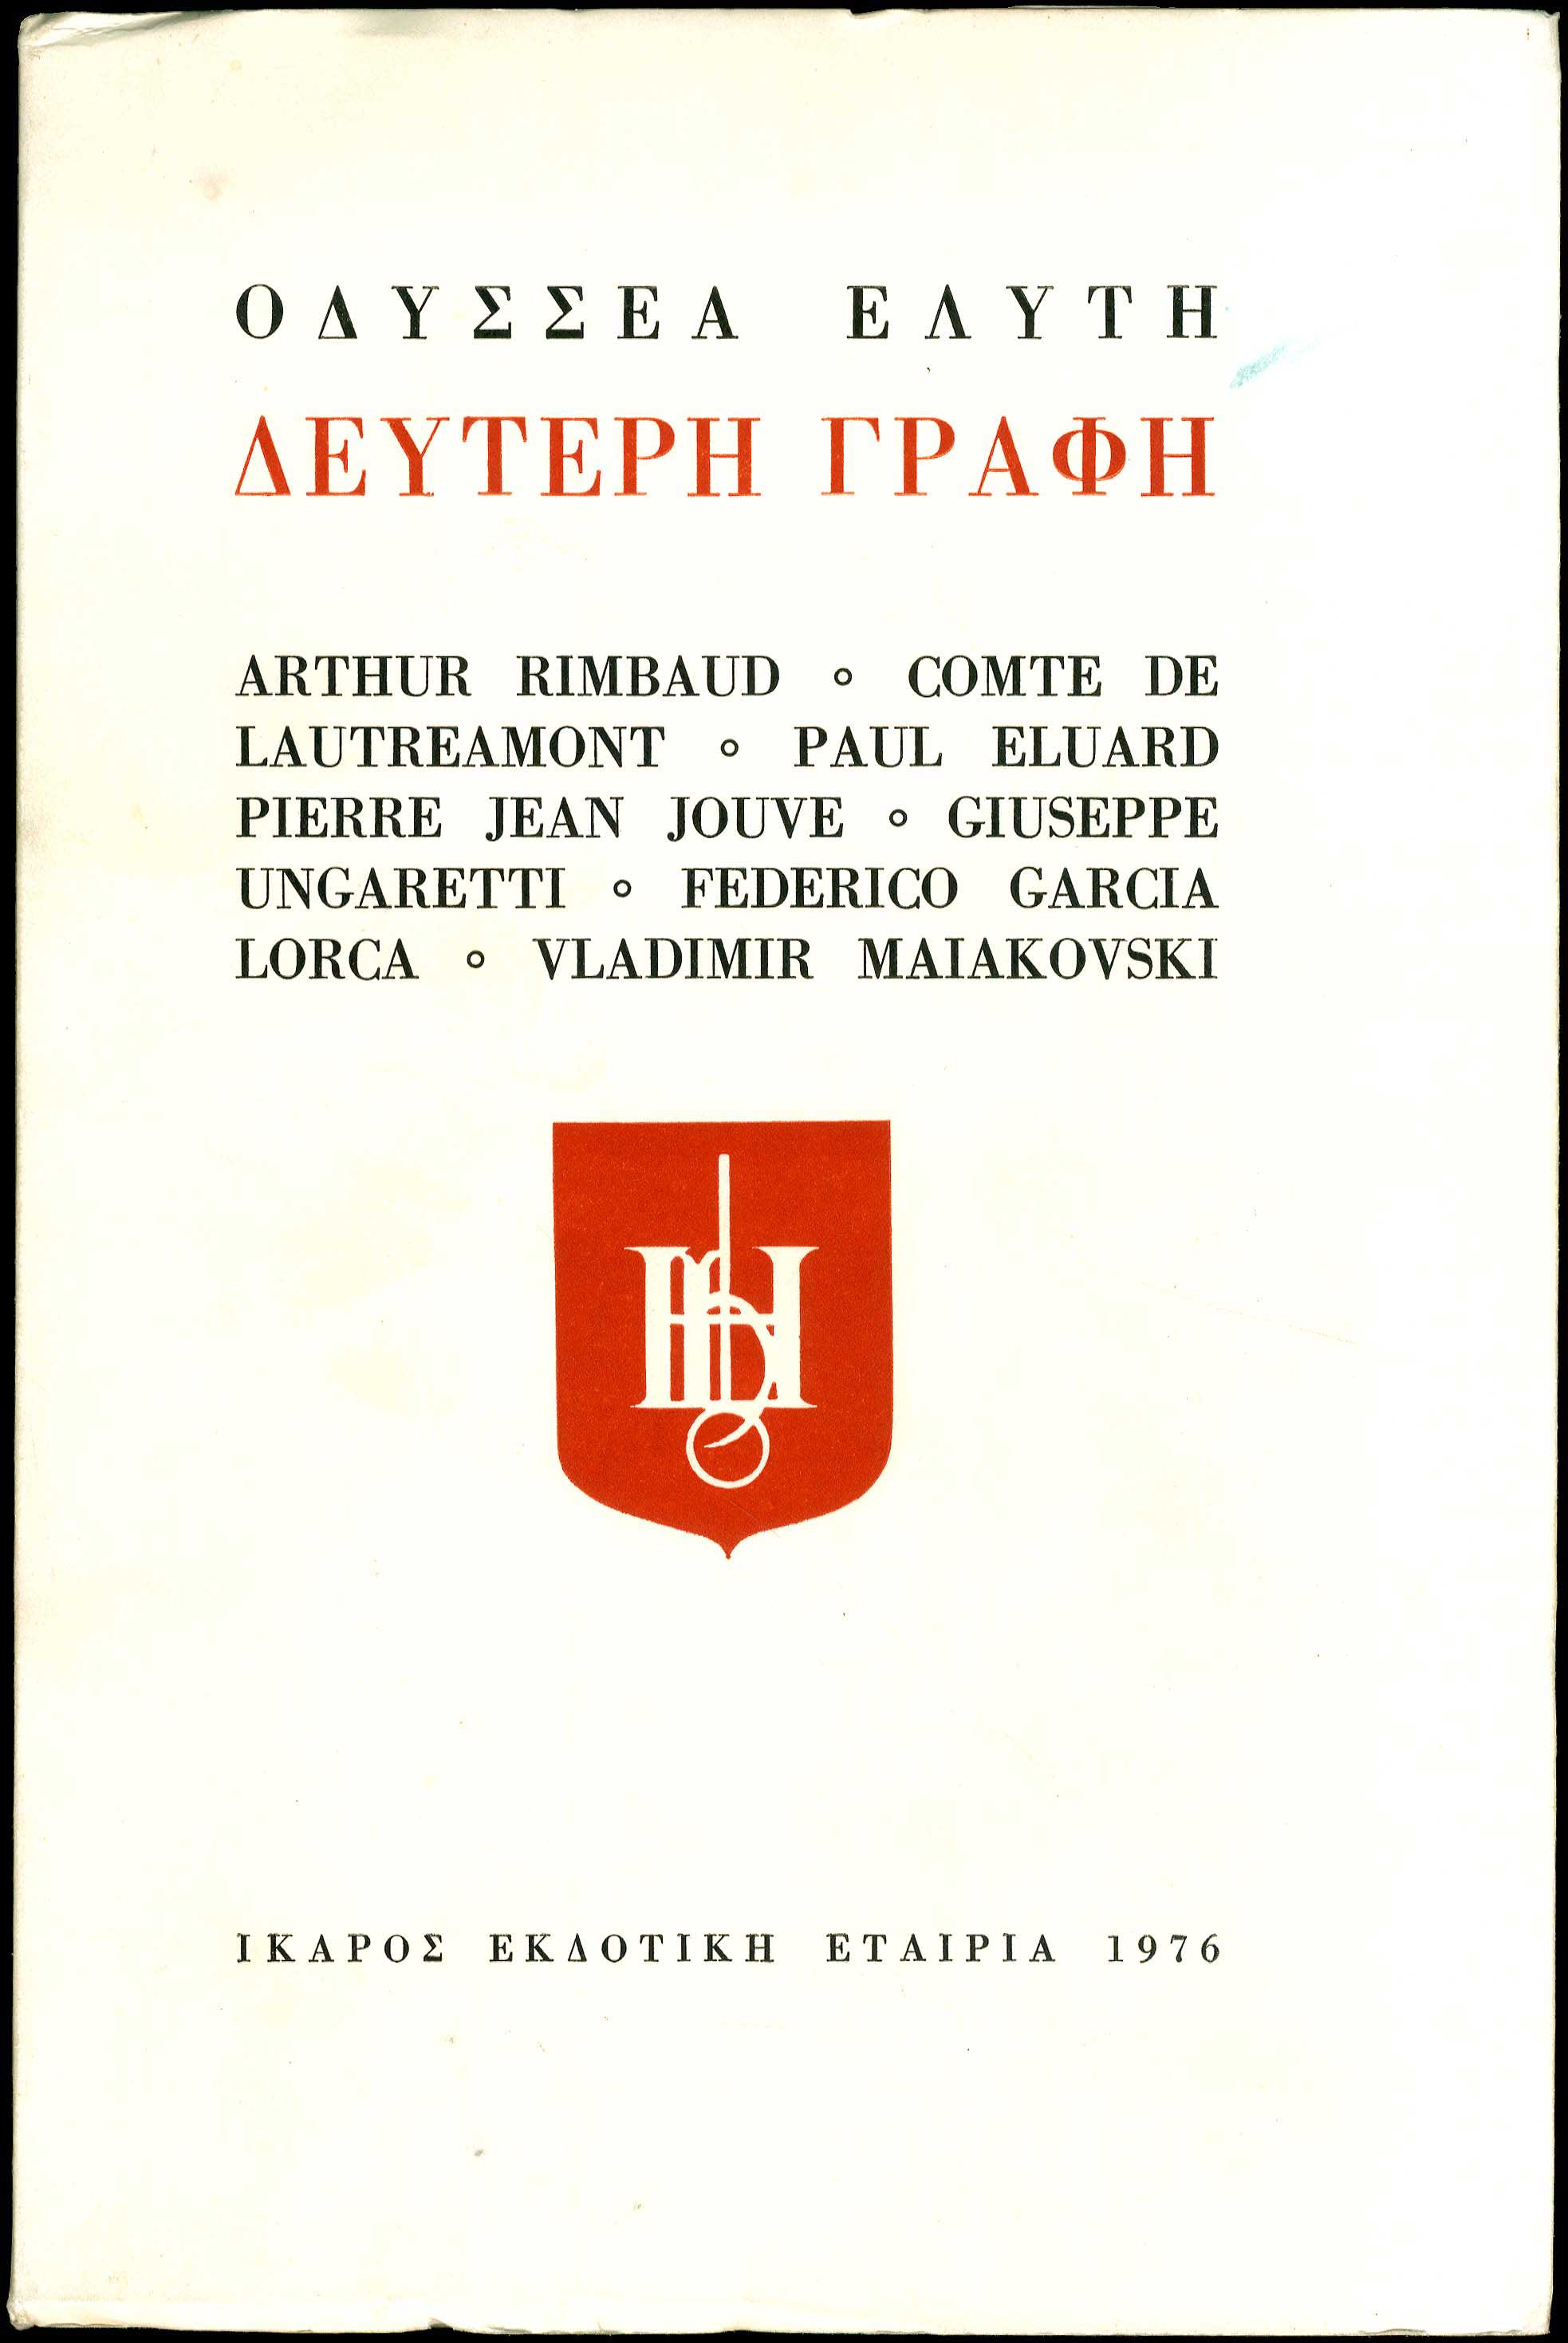 ΟΔΥΣΣΕΑ ΕΛΥΤΗ
ΔΕΥΤΕΡΗ ΓΡΑΦΗ
ARTHUR RIMBAUD ∘ COMTE DE
LAUTREAMONT ∘ PAUL ELUARD
PIERRE JEAN JOUVE ∘ GIUSEPPE
UNGARETTI ∘ FEDERICO GARCIA
LORCA ∘ VLADIMIR MAIAKOVSKI
ΙΚΑΡΟΣ ΕΚΔΟΤΙΚΗ ΕΤΑΙΡΙΑ 1976